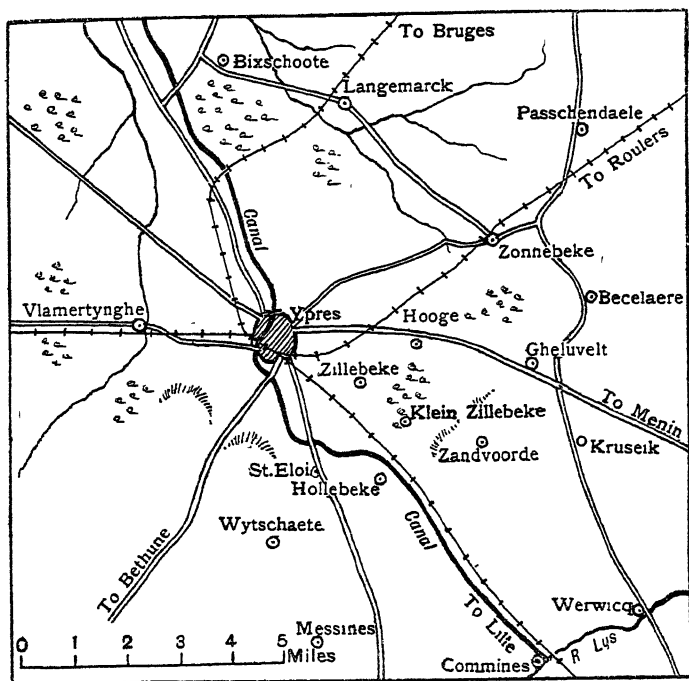 To Bruges
Bixschoote
Langemarck
Passchendaele
To Roulers
Canal
Zonnebeke
Vlamertynghe
Ypres
Hooge
Becelaere
Gheluvelt
Zillebeke
To Menin
Klein Zillebeke
Zandvoorde
Kruseik
St. Eloi
Hollebeke
Canal
Wytschaete
To Bethune
To Lille
Werwicq
R Lys
Messines
Commines
0 1 2 3 4 5
Miles